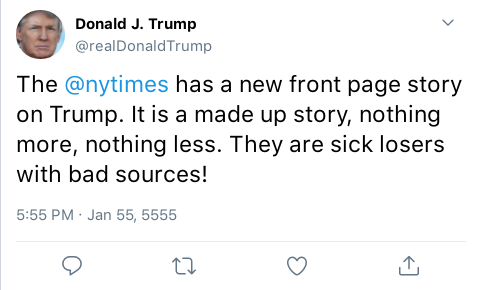 Donald J. Trump
@realDonaldTrump
The @nytimes has a new front page story
on Trump. It is a made up story, nothing
more, nothing less. They are sick losers
with bad sources!
5:55 PM · Jan 55, 5555